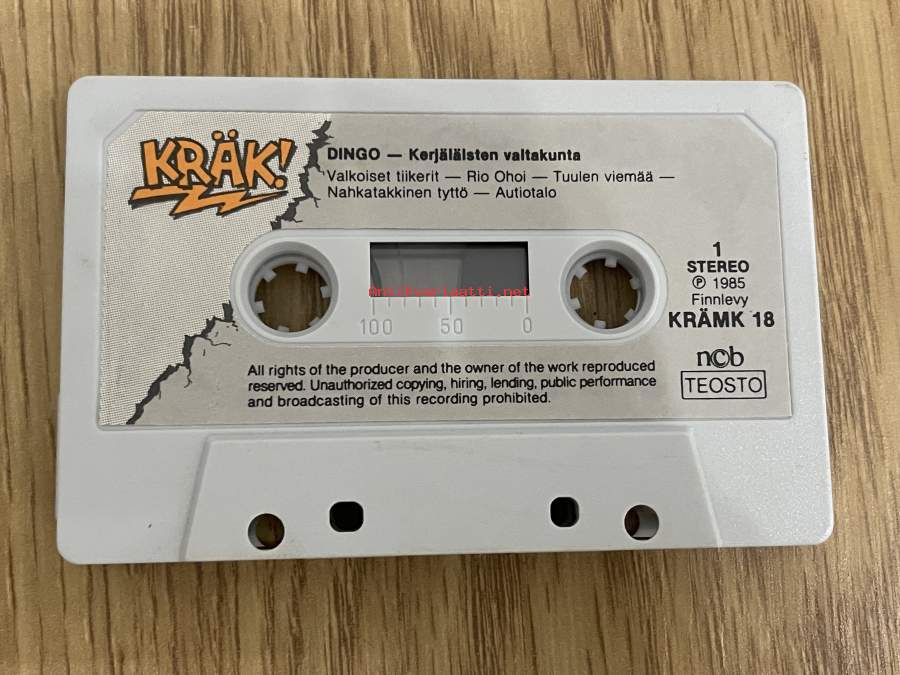 KRÄK!
DINGO — Kerjäläisten valtakunta
Valkoiset tiikerit — Rio Ohoi — Tuulen viemää —
Nahkatakkinen tyttö — Autiotalo
1
STEREO
℗ 1985
Finnlevy
KRÄMK 18
Antikvariaatti.net
100 50 0
All rights of the producer and the owner of the work reproduced
reserved. Unauthorized copying, hiring, lending, public performance
and broadcasting of this recording prohibited.
ncb
TEOSTO